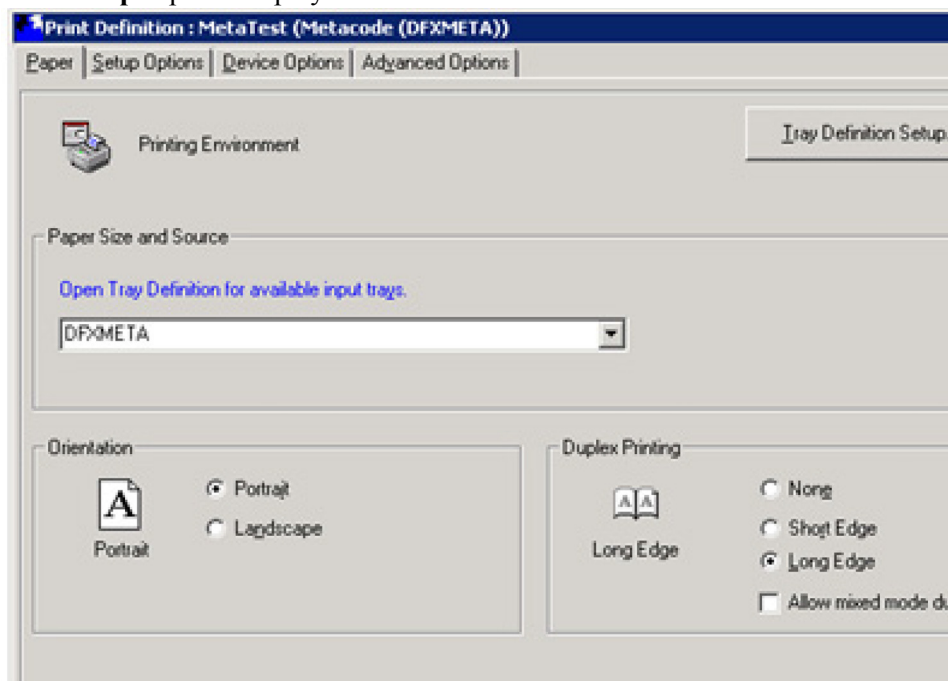 Print Definition : MetaTest (Metacode (DFXMETA))
Paper Setup Options Device Options Advanced Options
Printing Environment
Tray Definition Setup
Paper Size and Source
Open Tray Definition for available input trays.
DFXMETA
Orientation
A
Portrait
Portrait
Landscape
Duplex Printing
A A
Long Edge
None
Short Edge
Long Edge
Allow mixed mode du